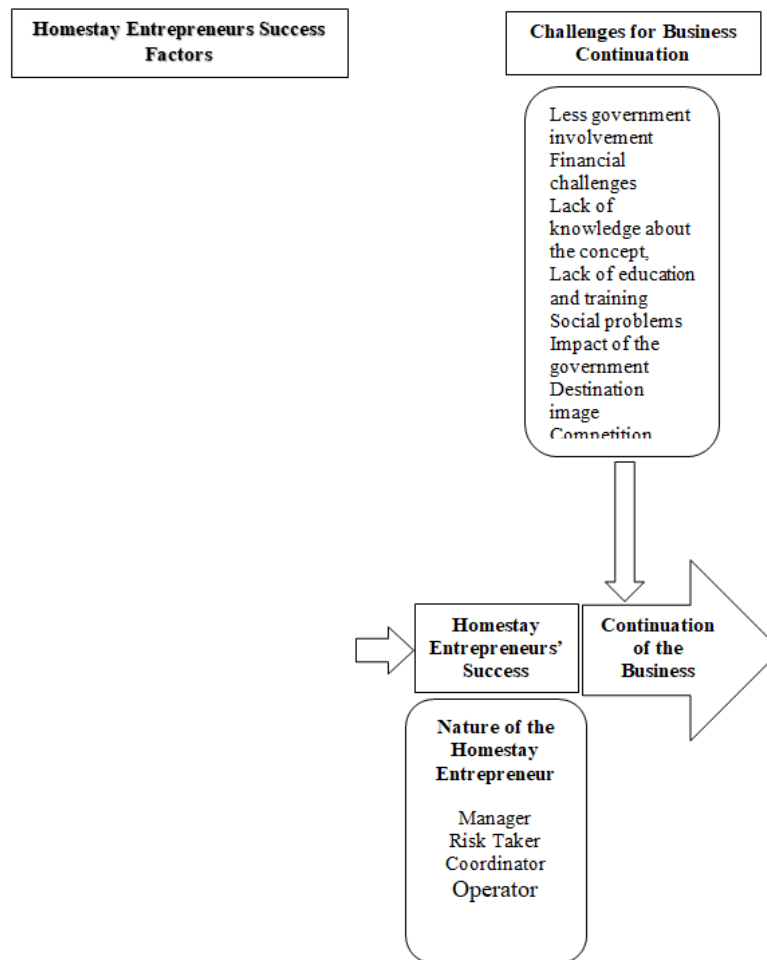 Homestay Entrepreneurs Success
Factors
Challenges for Business
Continuation
Less government
involvement
Financial
challenges
Lack of
knowledge about
the concept,
Lack of education
and training
Social problems
Impact of the
government
Destination
image
Competition
Homestay
Entrepreneurs’
Success
Continuation
of the
Business
Nature of the
Homestay
Entrepreneur
Manager
Risk Taker
Coordinator
Operator